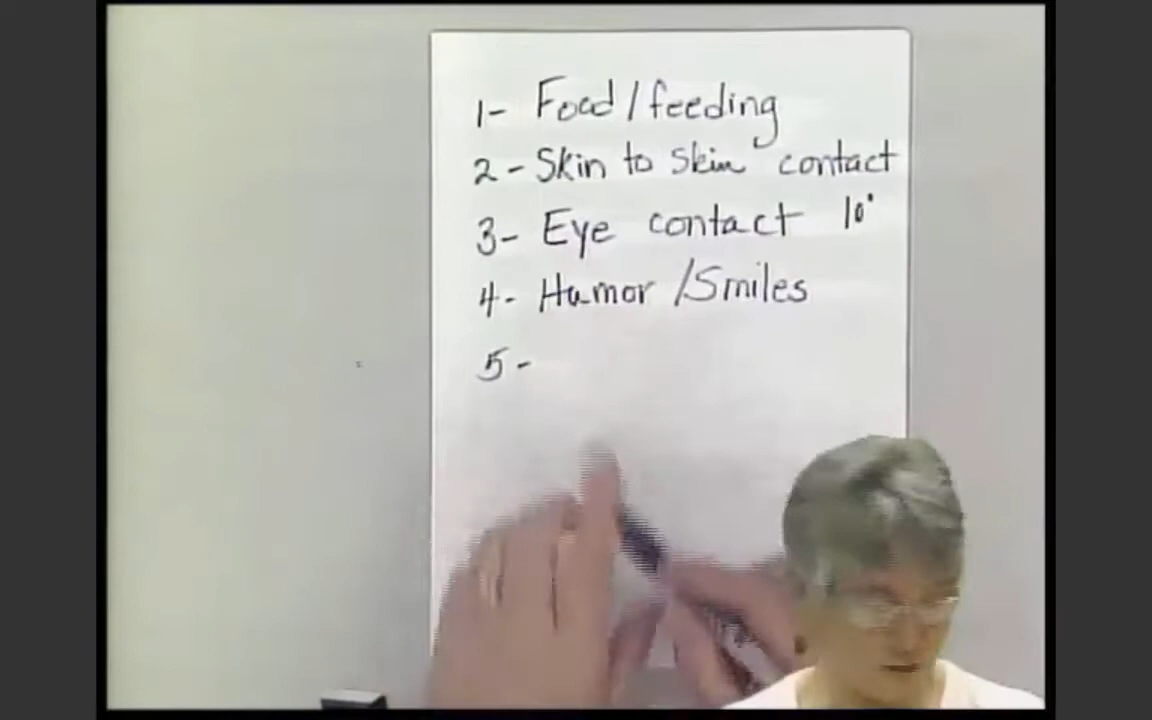 1- Food/feeding
2- Skin to skin contact
3- Eye contact 10"
4- Humor/Smiles
5-